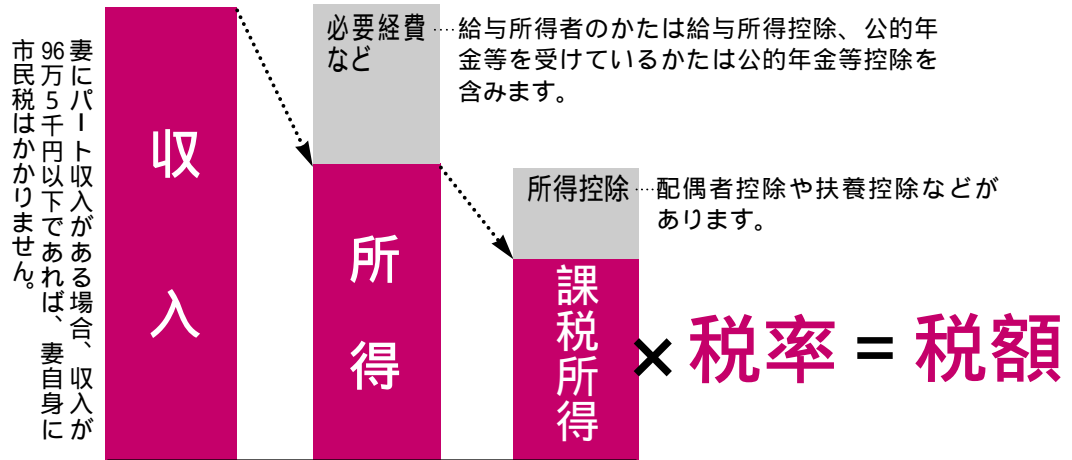 妻にパート収入がある場合、収入が
96万5千円以下であれば、妻自身に
市民税はかかりません。
収入
必要経費
など
給与所得者のかたは給与所得控除、公的年
金等を受けているかたは公的年金等控除を
含みます。
所得
所得控除
配偶者控除や扶養控除などが
あります。
課税所得
×税率=税額